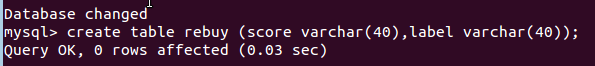 Database changed
mysql> create table rebuy (score varchar(40),label varchar(40));
Query OK, 0 rows affected (0.03 sec)